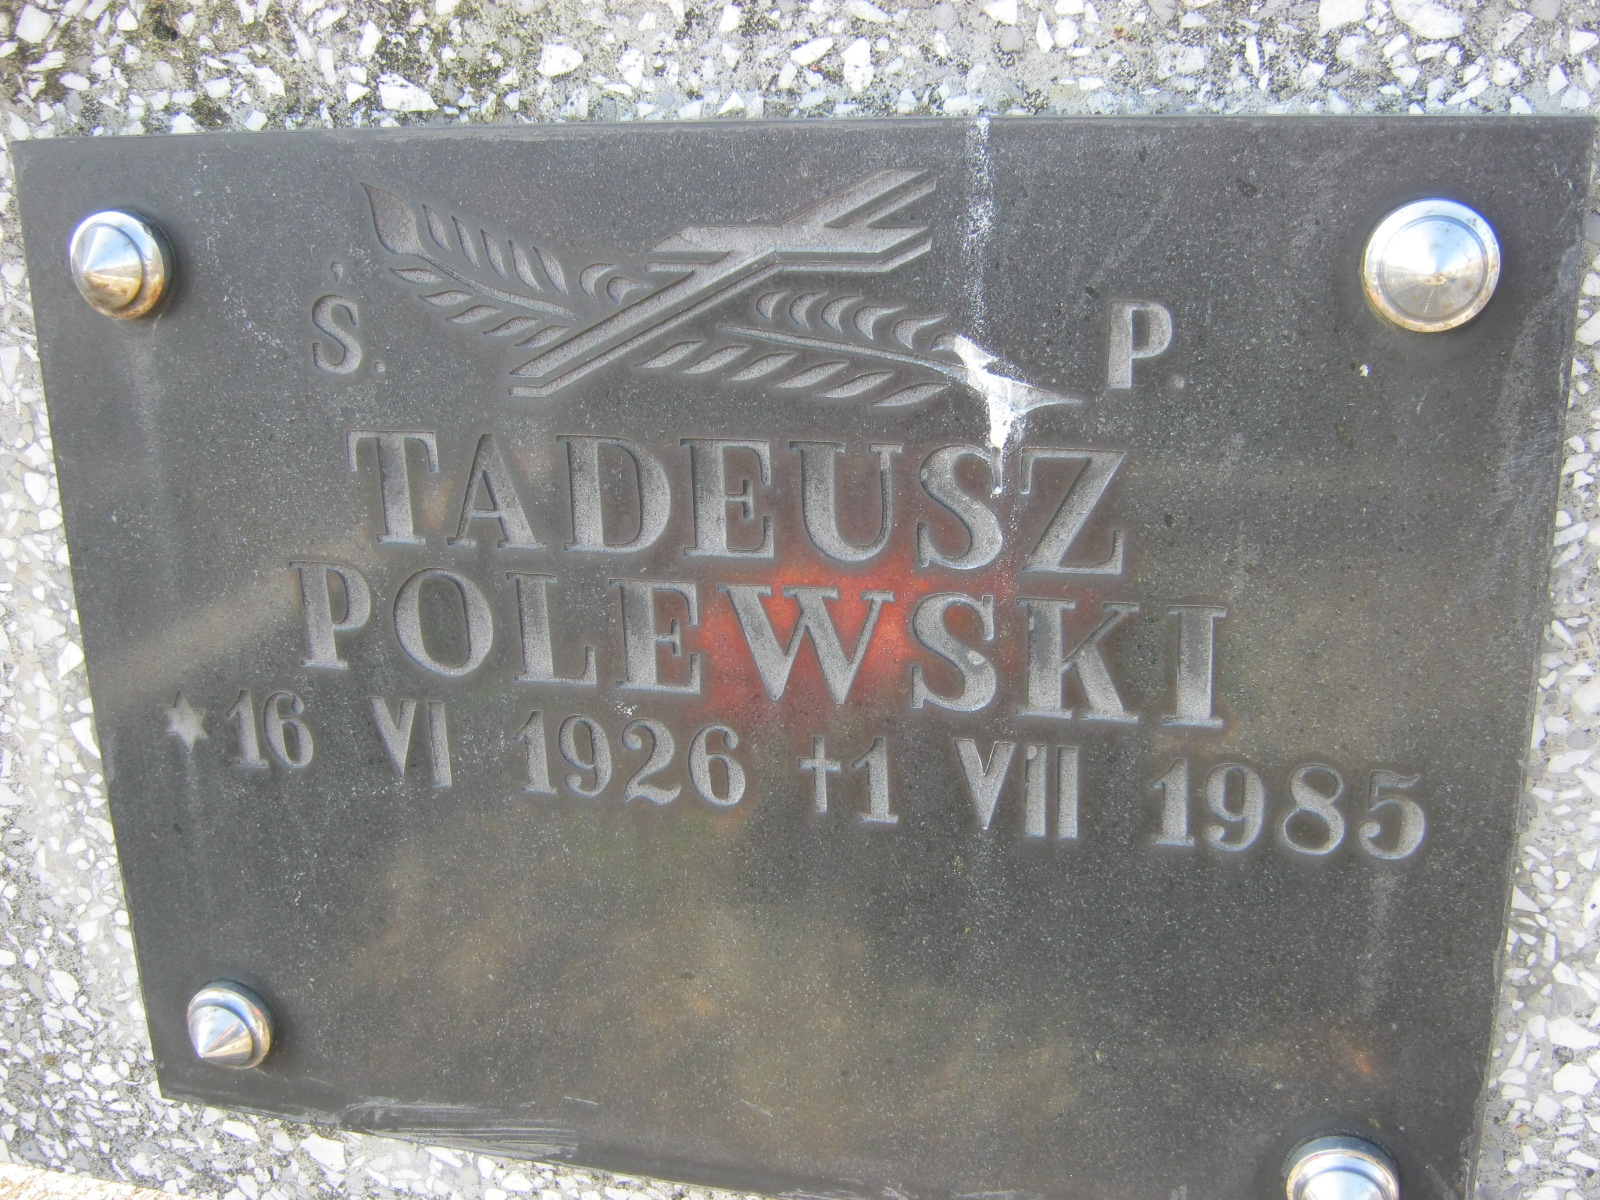 Ś. P.
TADEUSZ
POLEWSKI
* 16 VI 1926 † 1 VII 1985